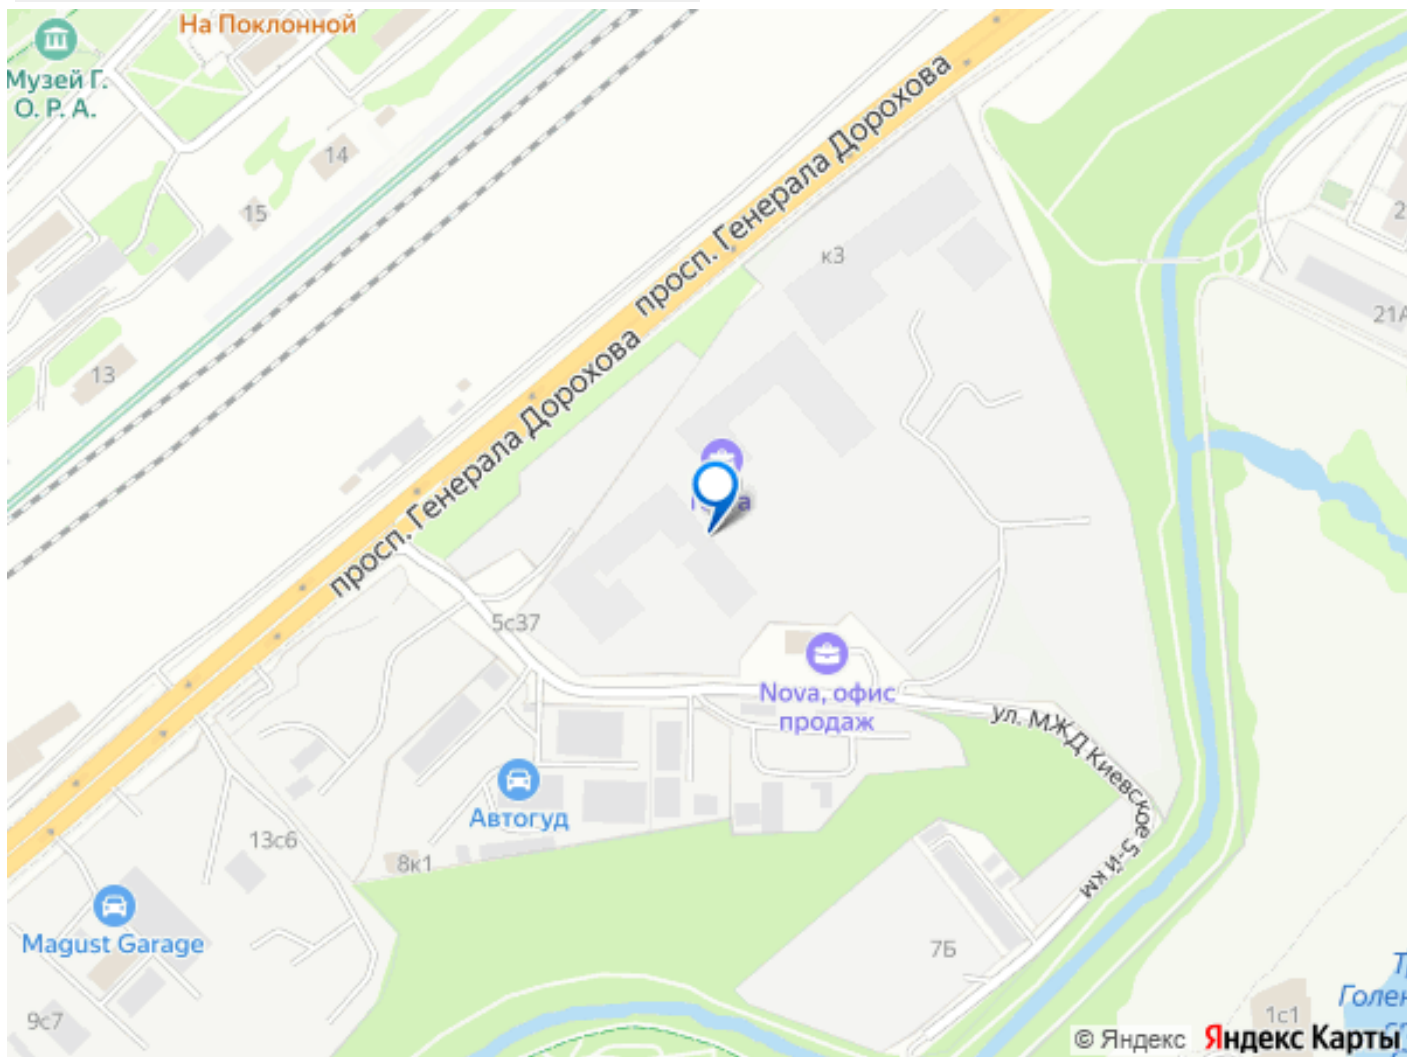 На Поклонной
Музей Г.
О. Р. А.
14
15
13
просп. Генерала Дорохова
просп. Генерала Дорохова
к3
21А
5с37
Nova, офис
продаж
ул. МЖД Киевское 5-й км
Автогуд
13с6
8к1
Magust Garage
7Б
9с7
1с1
© Яндекс
Яндекс Карты